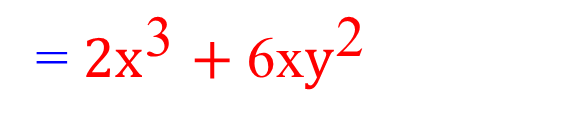 = 2x³ + 6xy²